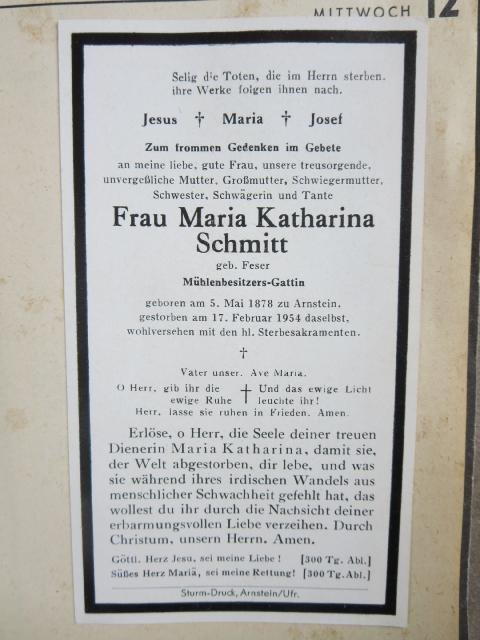 MITTWOCH 12
Selig die Toten, die im Herrn sterben.
ihre Werke folgen ihnen nach.
Jesus † Maria † Josef
Zum frommen Gedenken im Gebete
an meine liebe, gute Frau, unsere treusorgende,
unvergeßliche Mutter, Großmutter, Schwiegermutter,
Schwester, Schwägerin und Tante
Frau Maria Katharina
Schmitt
geb. Feser
Mühlenbesitzers-Gattin
geboren am 5. Mai 1878 zu Arnstein,
gestorben am 17. Februar 1954 daselbst,
wohlversehen mit den hl. Sterbesakramenten.
†
Vater unser. Ave Maria.
O Herr, gib ihr die † Und das ewige Licht
ewige Ruhe leuchte ihr!
Herr, lasse sie ruhen in Frieden. Amen.
Erlöse, o Herr, die Seele deiner treuen
Dienerin Maria Katharina, damit sie,
der Welt abgestorben, dir lebe, und was
sie während ihres irdischen Wandels aus
menschlicher Schwachheit gefehlt hat, das
wollest du ihr durch die Nachsicht deiner
erbarmungsvollen Liebe verzeihen. Durch
Christum, unsern Herrn. Amen.
Göttl. Herz Jesu, sei meine Liebe! [300 Tg. Abl.]
Süßes Herz Mariä, sei meine Rettung! [300 Tg. Abl.]
Sturm-Druck, Arnstein/Ufr.